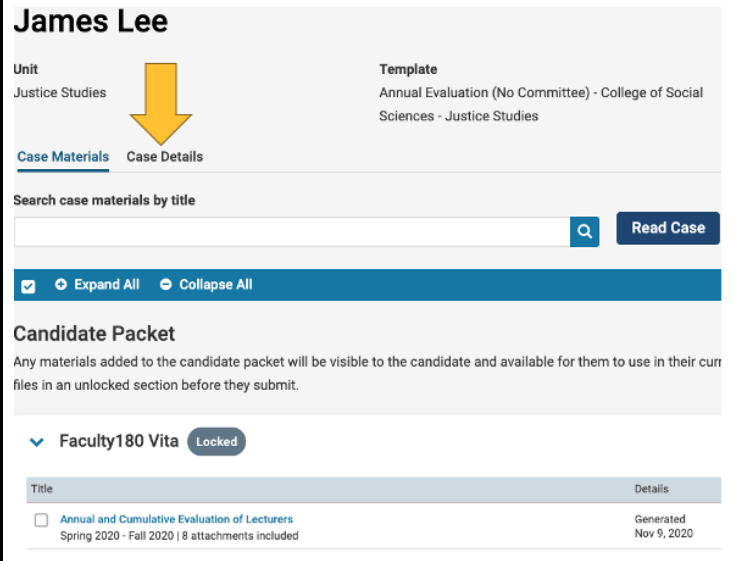 James Lee
Unit
Justice Studies
Template
Annual Evaluation (No Committee) - College of Social
Sciences - Justice Studies
Case Materials Case Details
Search case materials by title
Read Case
Expand All Collapse All
Candidate Packet
Any materials added to the candidate packet will be visible to the candidate and available for them to use in their curr
files in an unlocked section before they submit.
Faculty180 Vita Locked
Title Details
Annual and Cumulative Evaluation of Lecturers
Spring 2020 - Fall 2020 | 8 attachments included
Generated
Nov 9, 2020